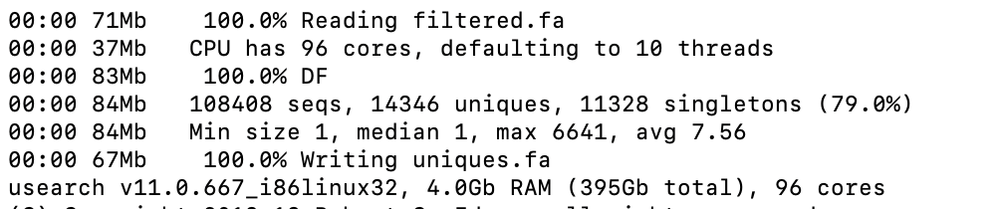 00:00 71Mb    100.0% Reading filtered.fa
00:00 37Mb   CPU has 96 cores, defaulting to 10 threads
00:00 83Mb    100.0% DF
00:00 84Mb   108408 seqs, 14346 uniques, 11328 singletons (79.0%)
00:00 84Mb   Min size 1, median 1, max 6641, avg 7.56
00:00 67Mb    100.0% Writing uniques.fa
usearch v11.0.667_i86linux32, 4.0Gb RAM (395Gb total), 96 cores